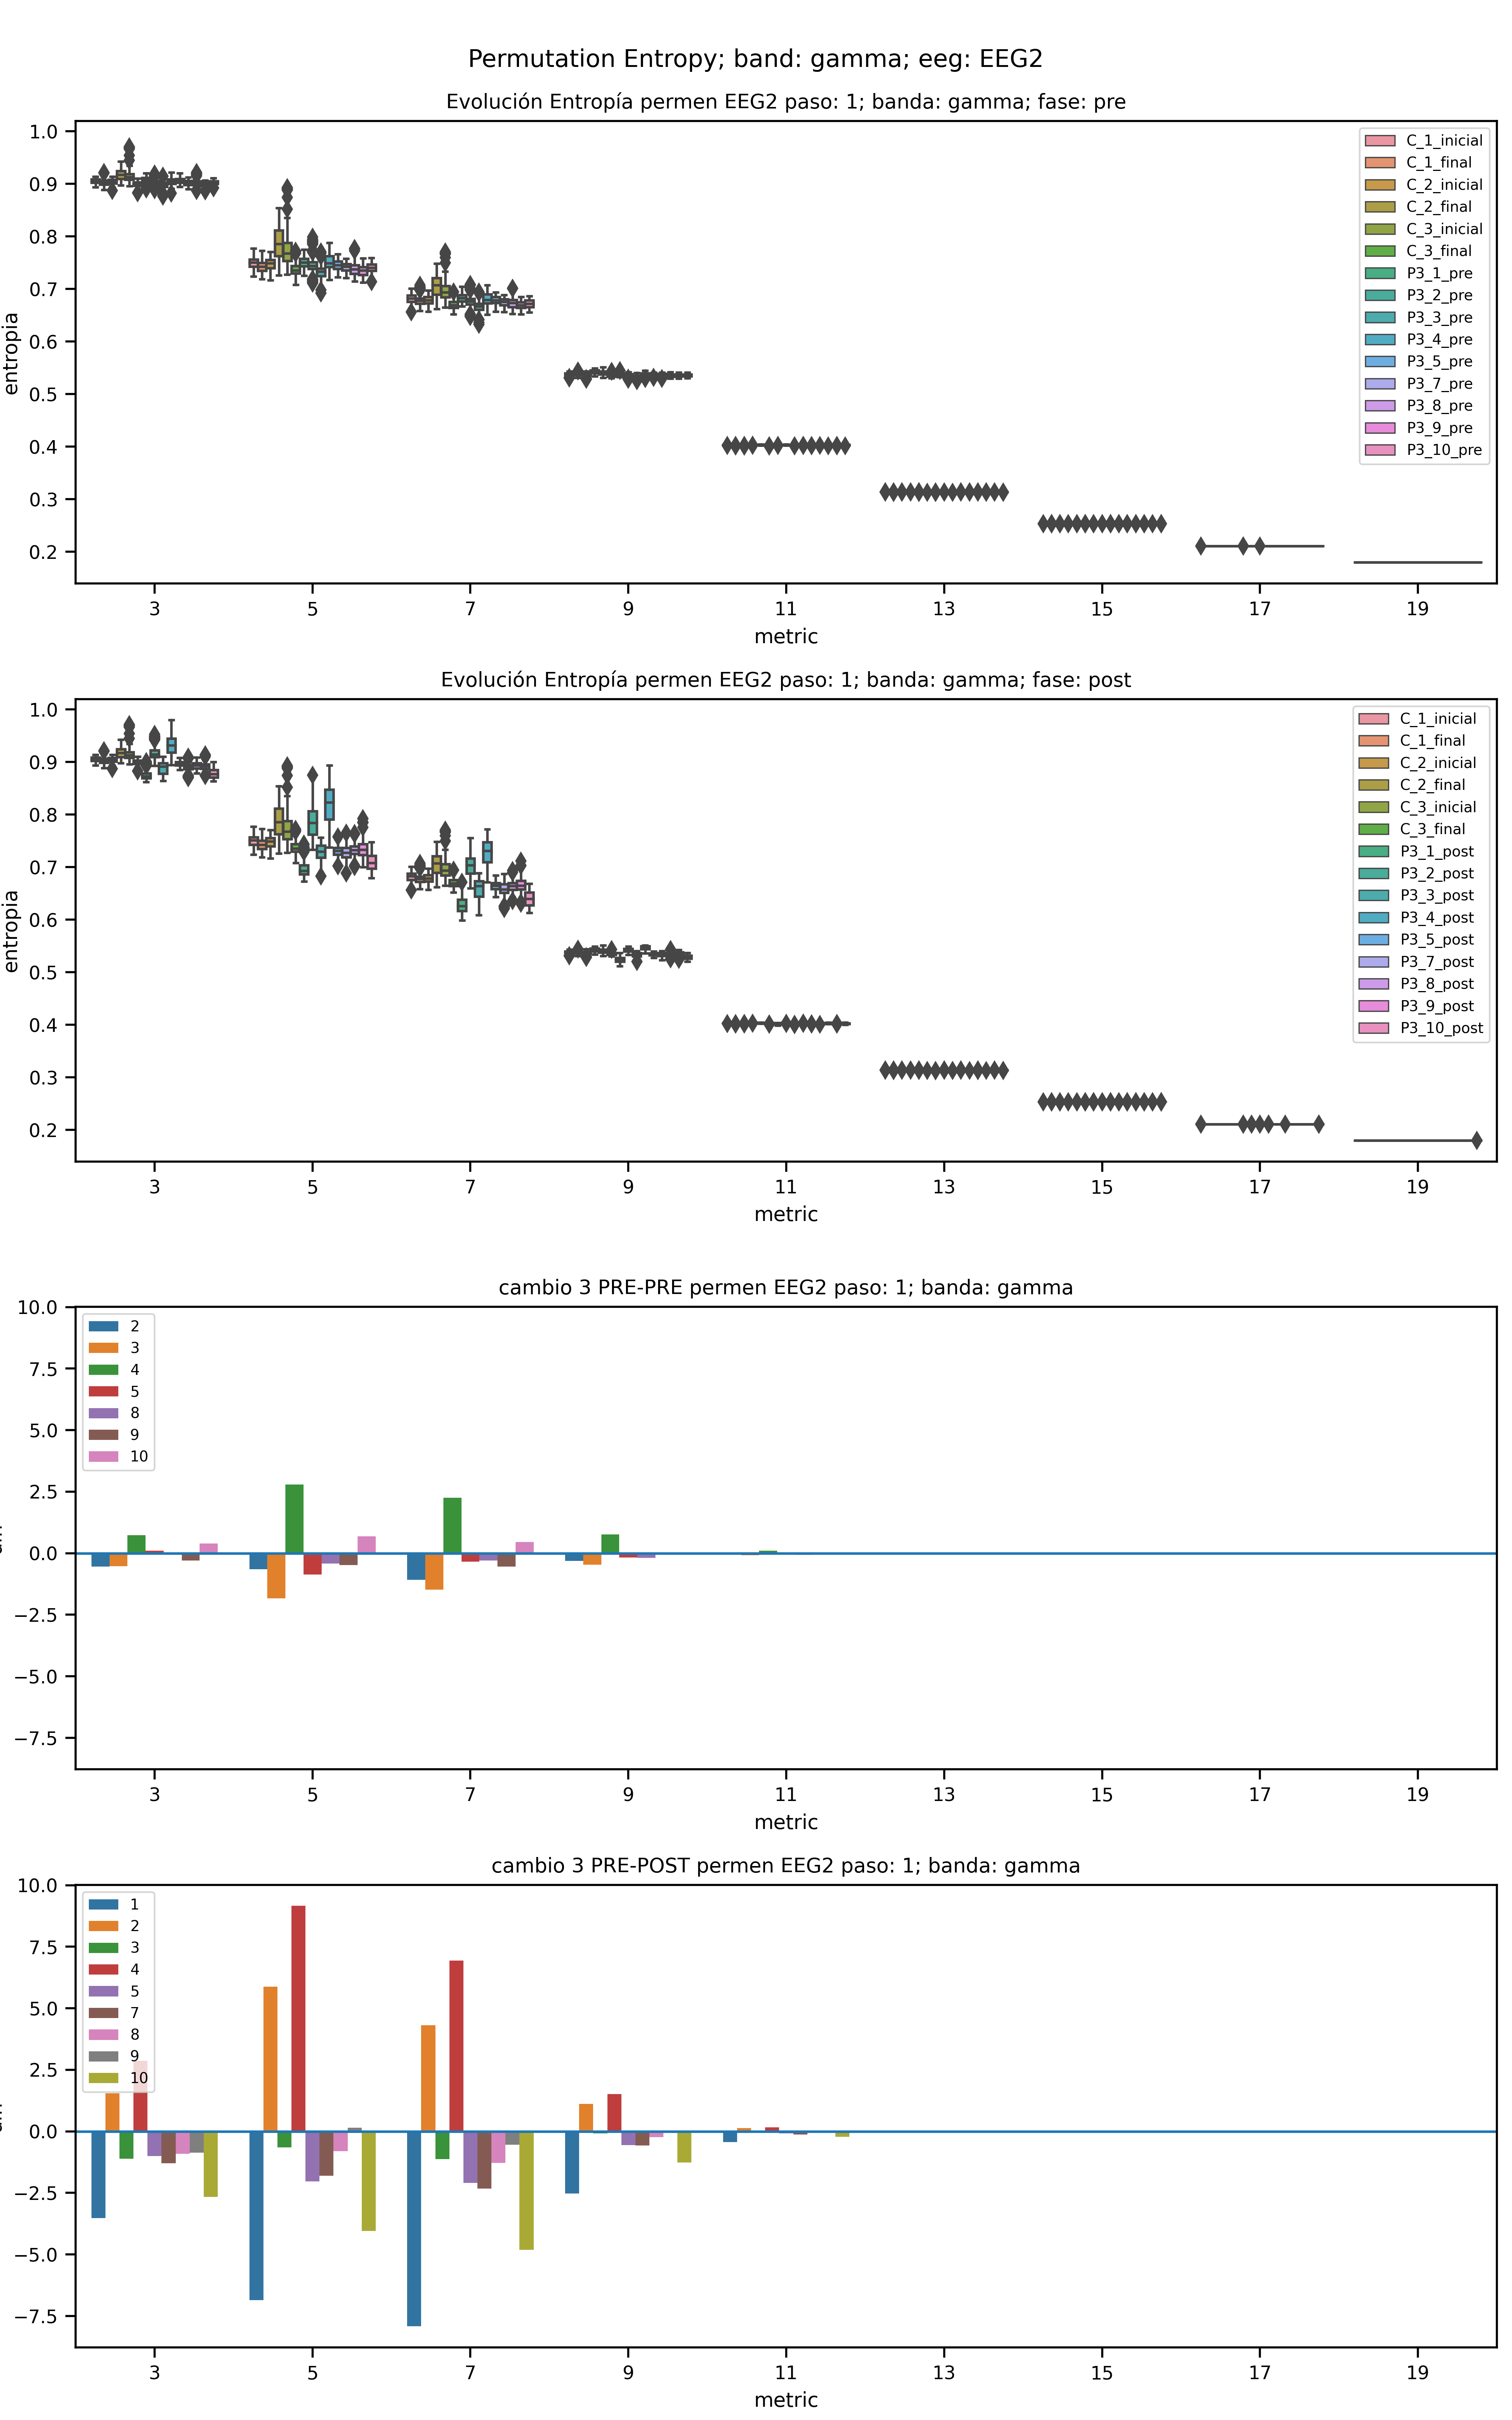 Permutation Entropy; band: gamma; eeg: EEG2
Evolución Entropía permen EEG2 paso: 1; banda: gamma; fase: pre
1.0
0.9
0.8
0.7
0.6
0.5
0.4
0.3
0.2
entropia
C_1_inicial
C_1_final
C_2_inicial
C_2_final
C_3_inicial
C_3_final
P3_1_pre
P3_2_pre
P3_3_pre
P3_4_pre
P3_5_pre
P3_7_pre
P3_8_pre
P3_9_pre
P3_10_pre
3 5 7 9 11 13 15 17 19
metric
Evolución Entropía permen EEG2 paso: 1; banda: gamma; fase: post
1.0
0.9
0.8
0.7
0.6
0.5
0.4
0.3
0.2
entropia
C_1_inicial
C_1_final
C_2_inicial
C_2_final
C_3_inicial
C_3_final
P3_1_post
P3_2_post
P3_3_post
P3_4_post
P3_5_post
P3_7_post
P3_8_post
P3_9_post
P3_10_post
3 5 7 9 11 13 15 17 19
metric
cambio 3 PRE-PRE permen EEG2 paso: 1; banda: gamma
10.0
7.5
5.0
2.5
0.0
−2.5
−5.0
−7.5
2
3
4
5
8
9
10
3 5 7 9 11 13 15 17 19
metric
cambio 3 PRE-POST permen EEG2 paso: 1; banda: gamma
10.0
7.5
5.0
2.5
0.0
−2.5
−5.0
−7.5
1
2
3
4
5
7
8
9
10
3 5 7 9 11 13 15 17 19
metric